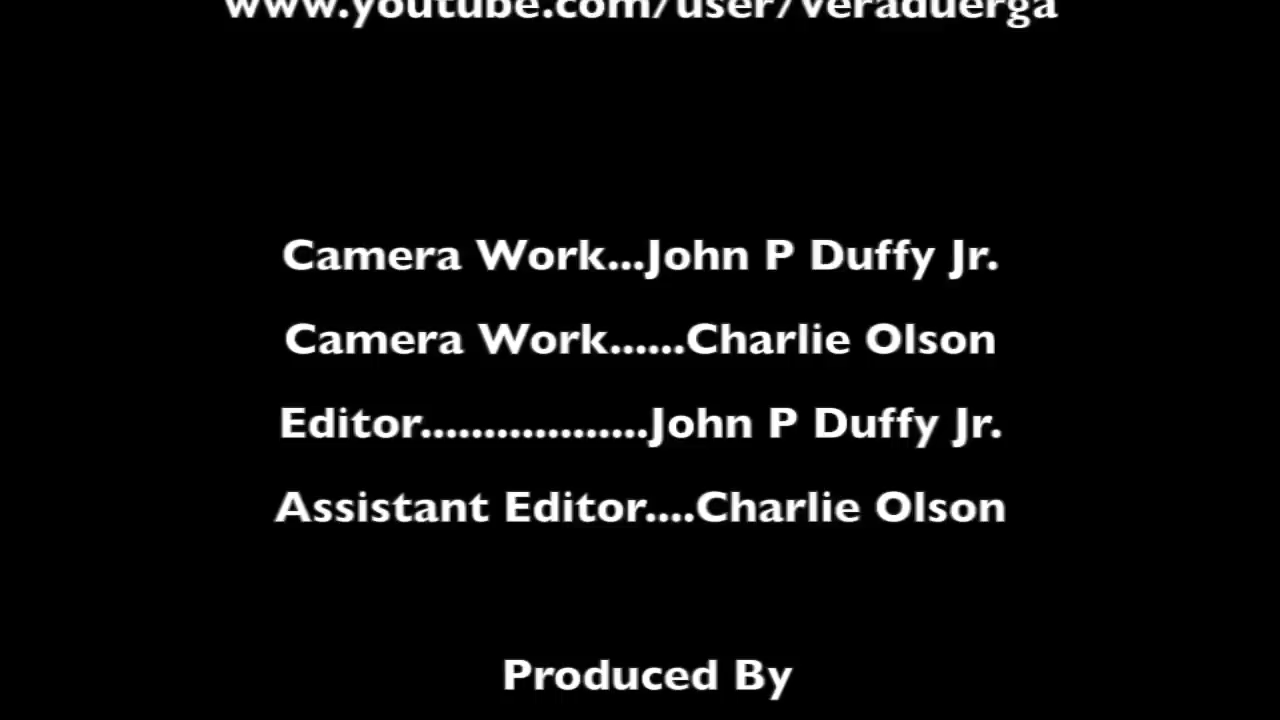 www.youtube.com/user/veraduerga
Camera Work...John P Duffy Jr.
Camera Work......Charlie Olson
Editor..................John P Duffy Jr.
Assistant Editor....Charlie Olson
Produced By